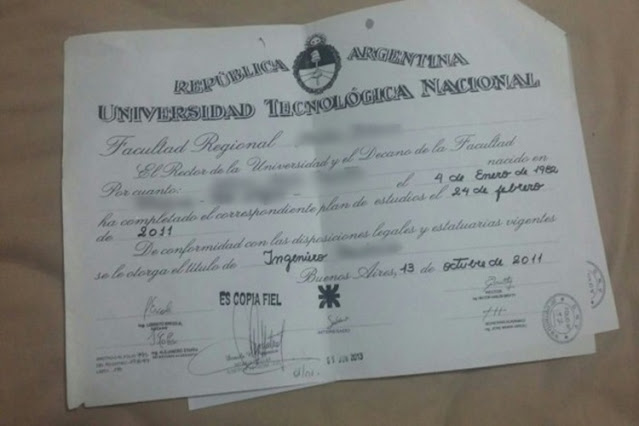 REPÚBLICA ARGENTINA
UNIVERSIDAD TECNOLÓGICA NACIONAL
Facultad Regional
El Rector de la Universidad y el Decano de la Facultad
Por cuanto: nacido en
el 4 de Enero de 1982
ha completado el correspondiente plan de estudios el 24 de febrero
de 2011
De conformidad con las disposiciones legales y estatuarias vigentes
se le otorga el título de Ingeniero
Buenos Aires, 13 de octubre de 2011
ES COPIA FIEL
JUN 2013